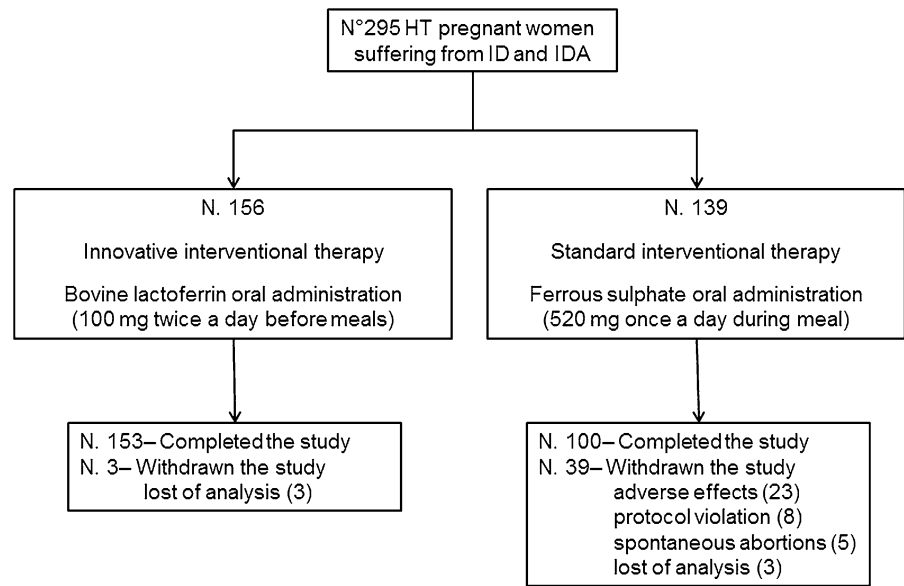 N°295 HT pregnant women
suffering from ID and IDA
N. 156
Innovative interventional therapy
Bovine lactoferrin oral administration
(100 mg twice a day before meals)
N. 139
Standard interventional therapy
Ferrous sulphate oral administration
(520 mg once a day during meal)
N. 153– Completed the study
N. 3– Withdrawn the study
lost of analysis (3)
N. 100– Completed the study
N. 39– Withdrawn the study
adverse effects (23)
protocol violation (8)
spontaneous abortions (5)
lost of analysis (3)